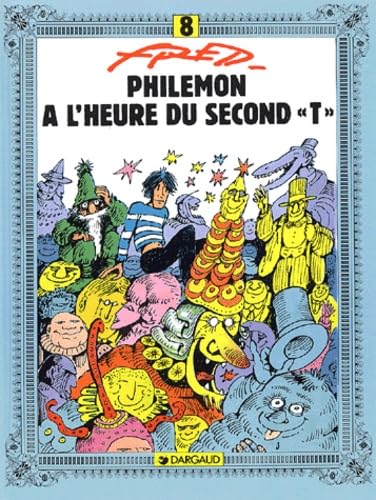 8
FRED
PHILEMON
A L'HEURE DU SECOND «T»
DARGAUD